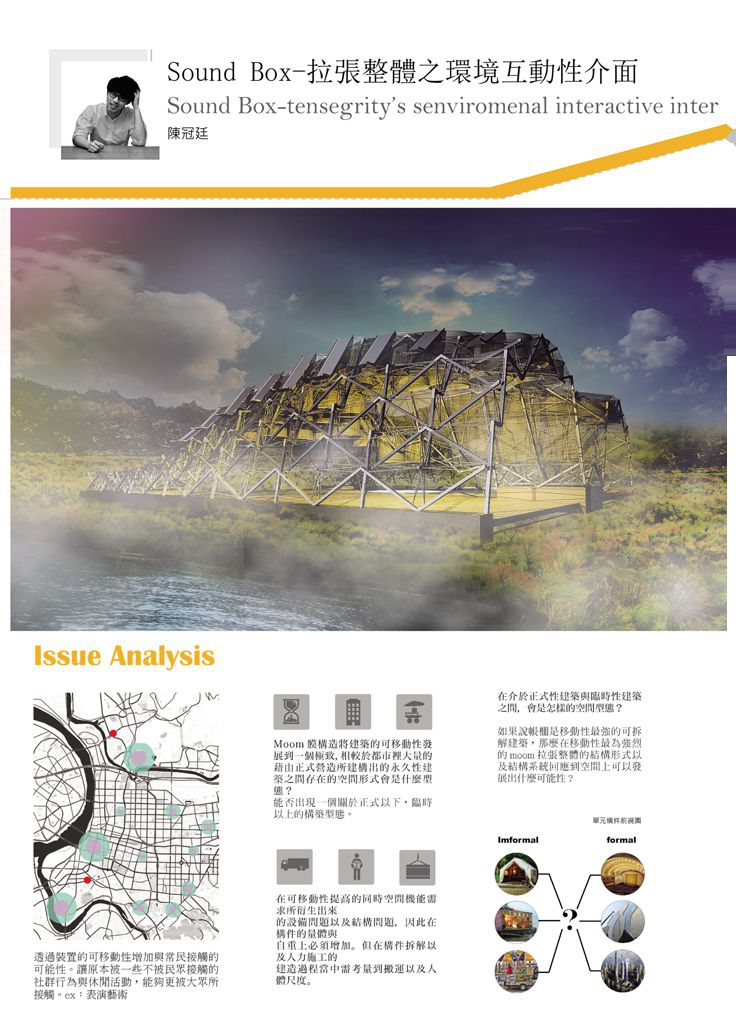 Sound Box-拉張整體之環境互動性介面
Sound Box-tensegrity's senviromenal interactive inter
陳冠廷
Issue Analysis
透過裝置的可移動性增加與常民接觸的
可能性。讓原本被一些不被民眾接觸的
社群行為與休閒活動，能夠更被大眾所
接觸。ex：表演藝術
Moom 膜構造將建築的可移動性發
展到一個極致,相較於都市裡大量的
藉由正式營造所建構出的永久性建
築之間存在的空間形式會是什麼型
態？
能否出現一個關於正式以下，臨時
以上的構築型態。
在可移動性提高的同時空間機能需
求所衍生出來
的設備問題以及結構問題，因此在
構件的量體與
自重上必須增加。但在構件拆解以
及人力施工的
建造過程當中需考量到搬運以及人
體尺度。
在介於正式性建築與臨時性建築
之間，會是怎樣的空間型態？
如果說帳棚是移動性最強的可拆
解建築，那麼在移動性最為強烈
的 moom 拉張整體的結構形式以
及結構系統回應到空間上可以發
展出什麼可能性？
單元構件前視圖
Imformal
formal
?